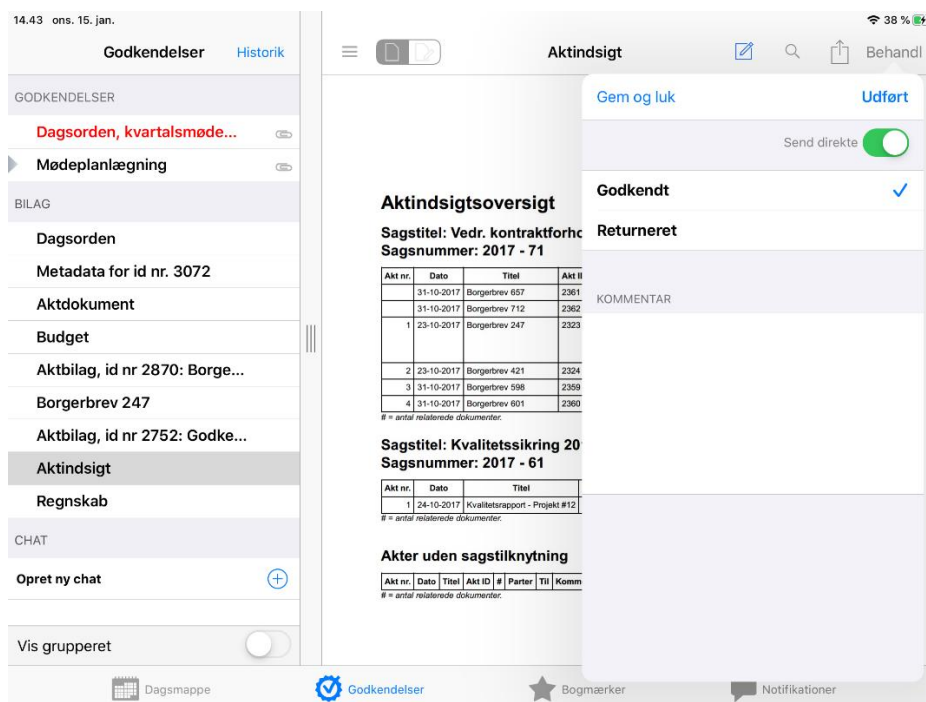 14.43 ons. 15. jan.
38 %
Godkendelser Historik
Aktindsigt
Behandl
GODKENDELSER
Dagsorden, kvartalsmøde...
Mødeplanlægning
BILAG
Dagsorden
Metadata for id nr. 3072
Aktdokument
Budget
Aktbilag, id nr 2870: Borge...
Borgerbrev 247
Aktbilag, id nr 2752: Godke...
Aktindsigt
Regnskab
CHAT
Opret ny chat
Vis grupperet
Aktindsigtsoversigt
Sagstitel: Vedr. kontraktforho
Sagsnummer: 2017 - 71
Akt nr. Dato Titel Akt I
31-10-2017 Borgerbrev 657 2361
31-10-2017 Borgerbrev 712 2362
1 23-10-2017 Borgerbrev 247 2323
2 23-10-2017 Borgerbrev 421 2324
3 31-10-2017 Borgerbrev 598 2359
4 31-10-2017 Borgerbrev 601 2360
# = antal relaterede dokumenter.
Sagstitel: Kvalitetssikring 20
Sagsnummer: 2017 - 61
Akt nr. Dato Titel
1 24-10-2017 Kvalitetsrapport - Projekt #12
# = antal relaterede dokumenter.
Akter uden sagstilknytning
Akt nr. Dato Titel Akt ID # Parter Til Komm
# = antal relaterede dokumenter.
Gem og luk Udført
Send direkte
Godkendt
Returneret
KOMMENTAR
Dagsmappe Godkendelser Bogmærker Notifikationer